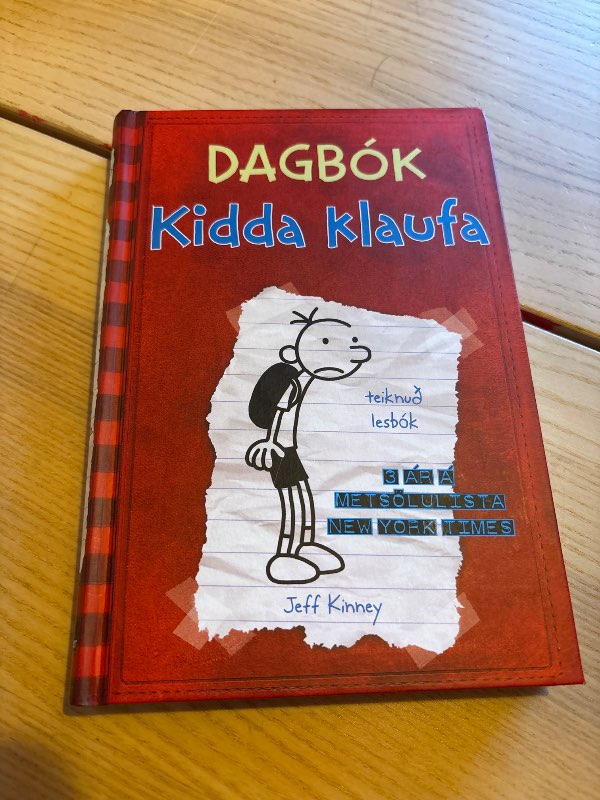 DAGBÓK
Kidda klaufa
teiknuð
lesbók
3 ÁR Á
METSÖLULISTA
NEW YORK TIMES
Jeff Kinney